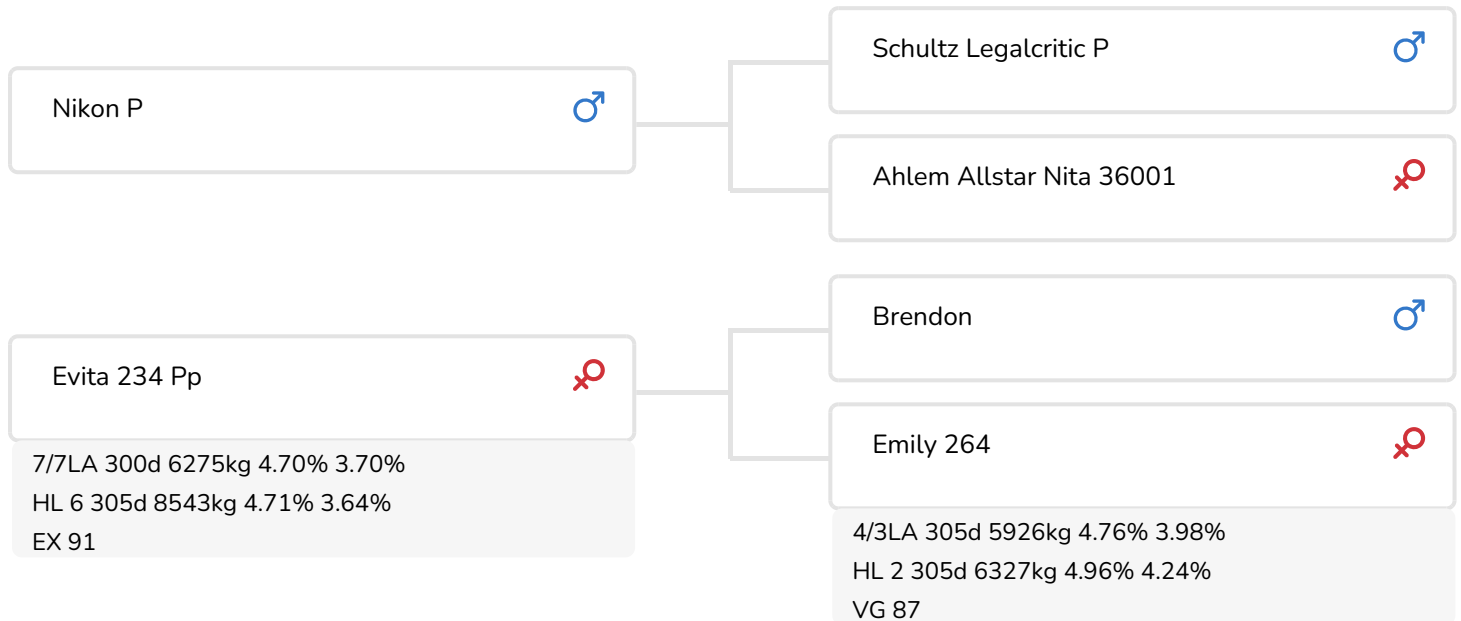 Nikon P
Schultz Legalcritic P
Ahlem Allstar Nita 36001
Evita 234 Pp
7/7LA 300d 6275kg 4.70% 3.70%
HL 6 305d 8543kg 4.71% 3.64%
EX 91
Brendon
Emily 264
4/3LA 305d 5926kg 4.76% 3.98%
HL 2 305d 6327kg 4.96% 4.24%
VG 87